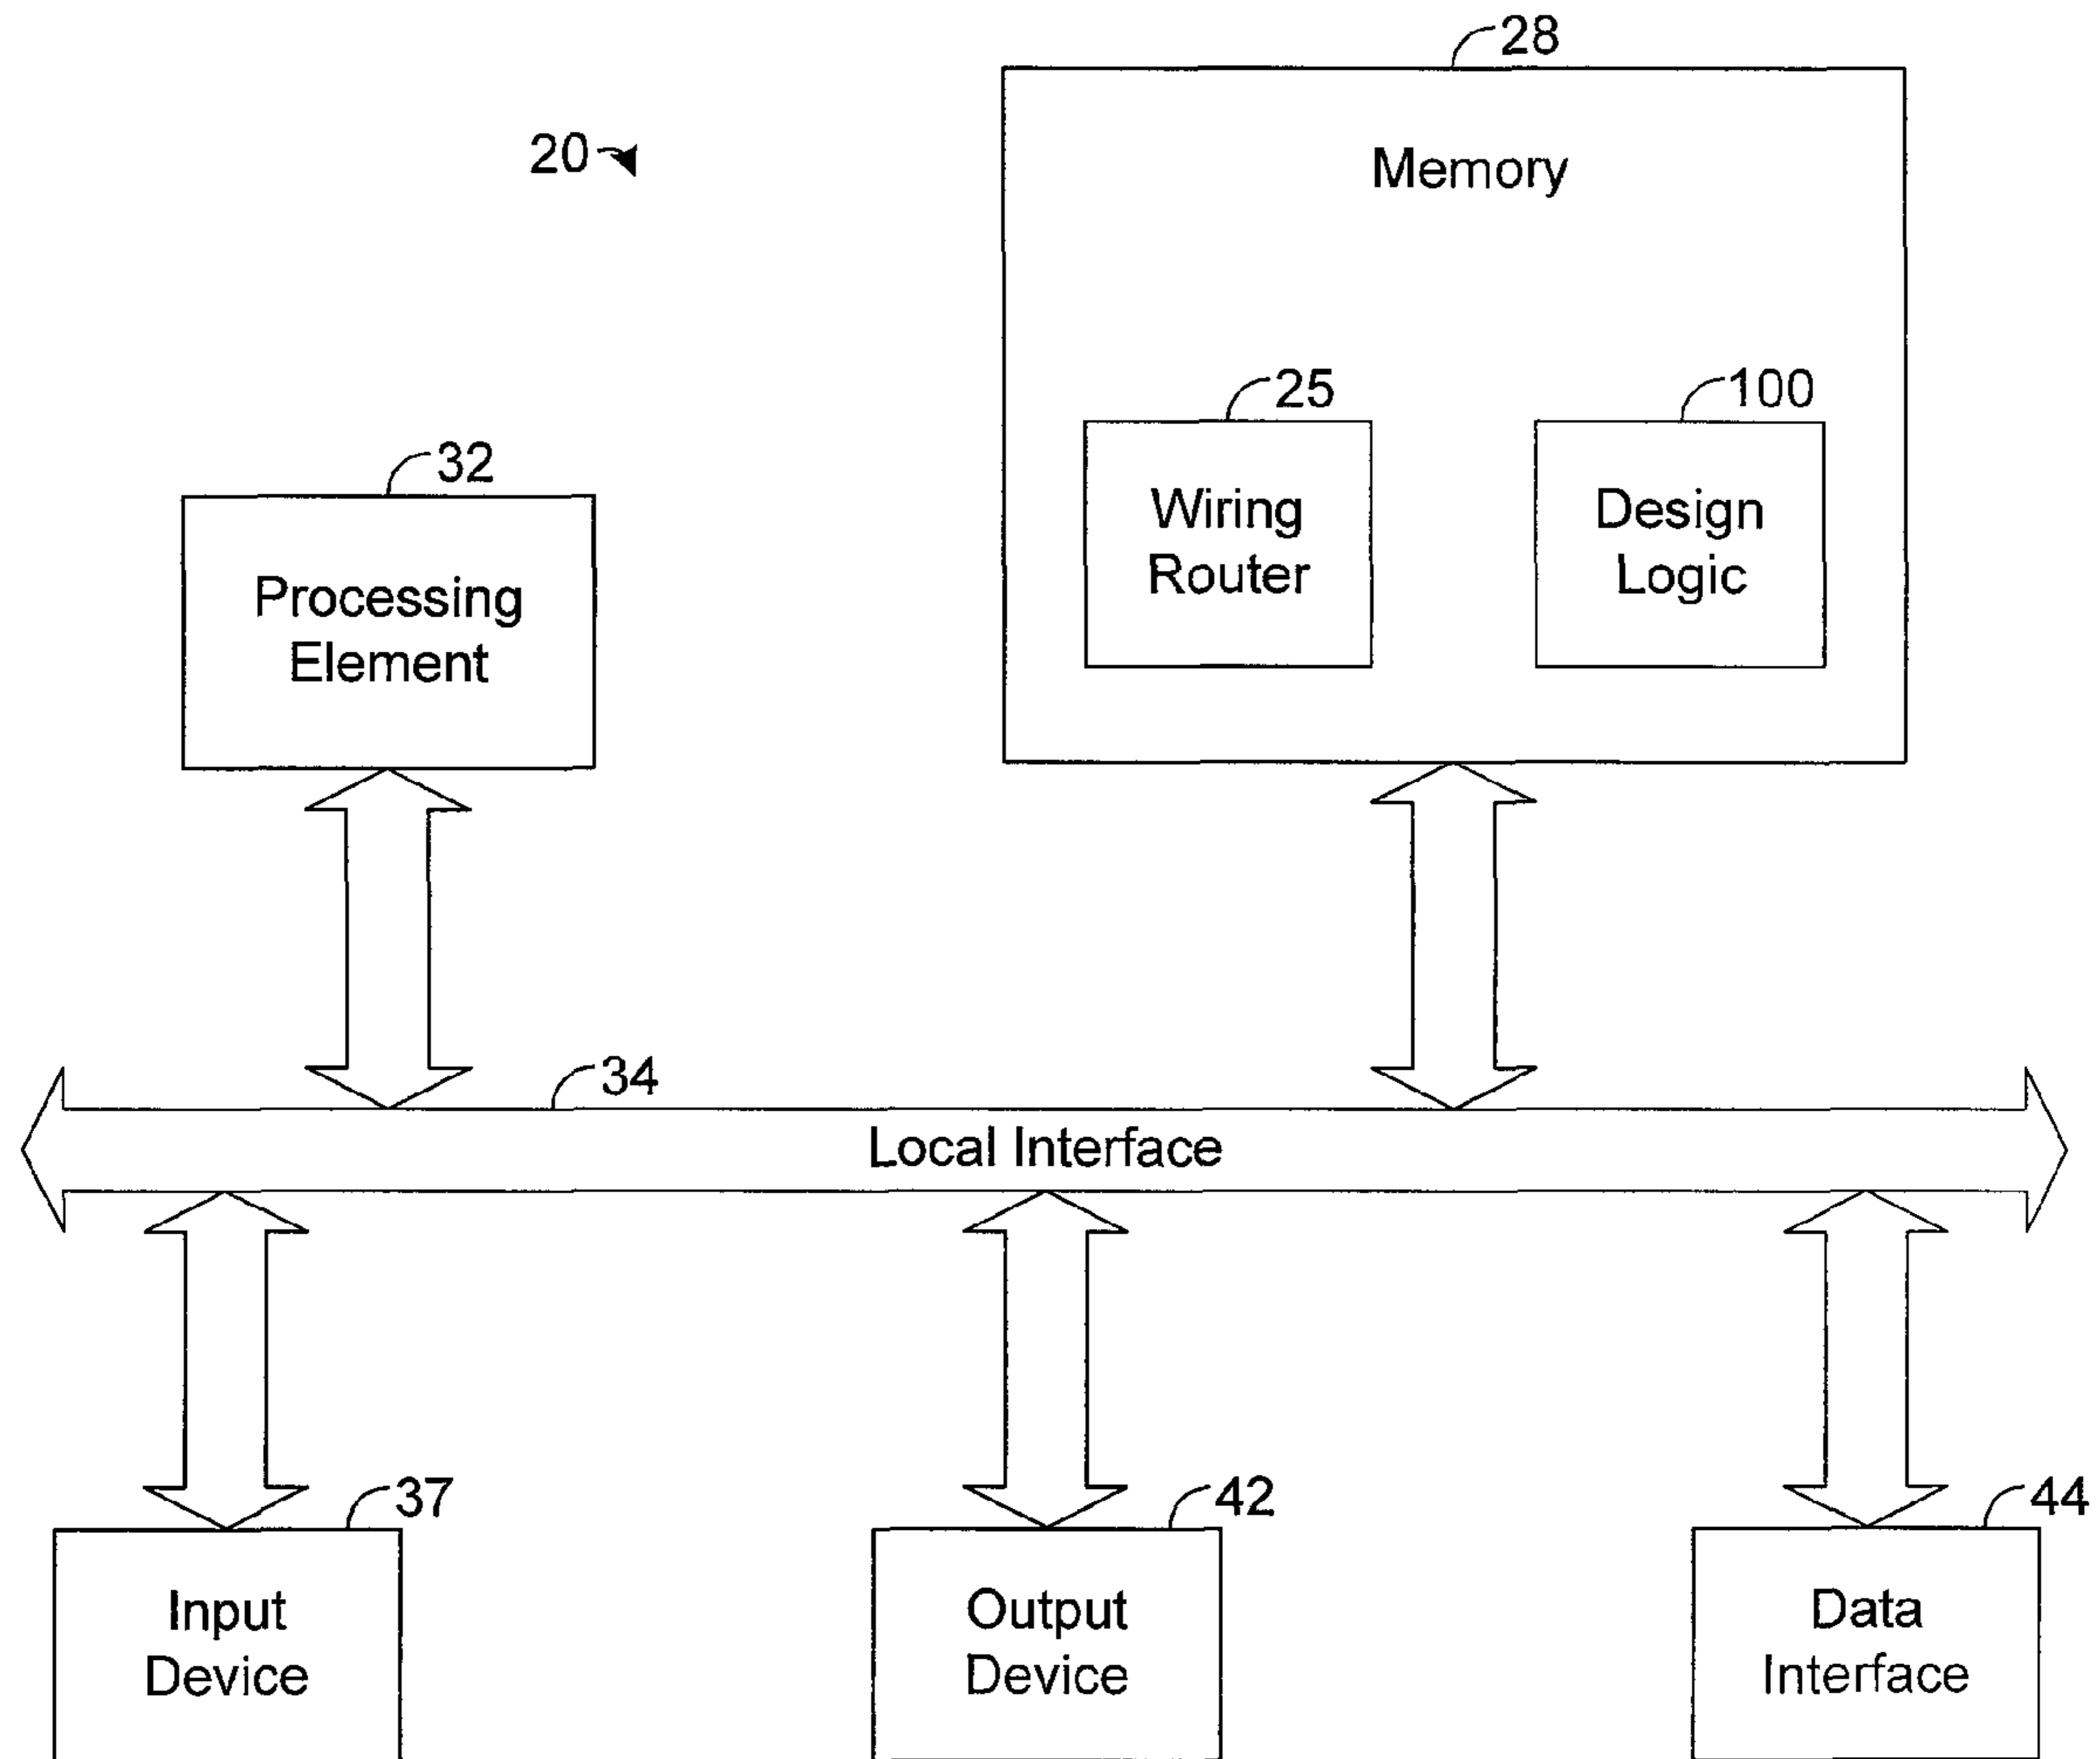 28
20
Memory
25
100
32
Wiring
Router
Design
Logic
Processing
Element
34
Local Interface
37
42
44
Input
Device
Output
Device
Data
Interface